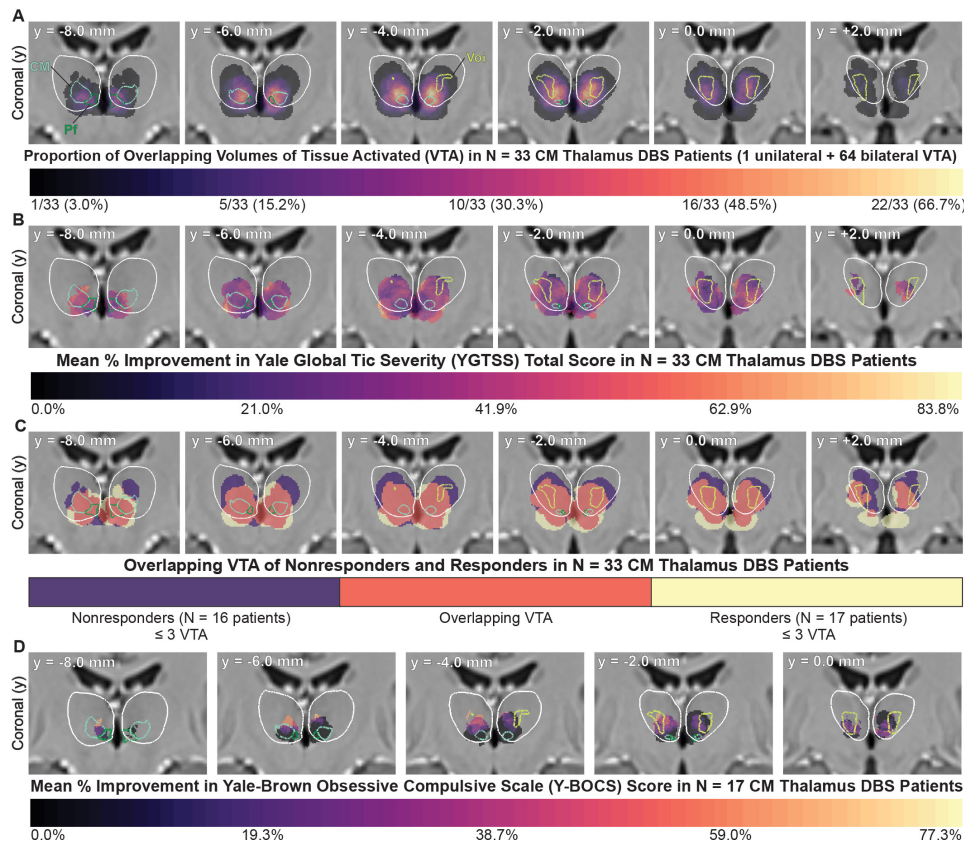 A
Coronal (y)
y = -8.0 mm
y = -6.0 mm
y = -4.0 mm
y = -2.0 mm
y = 0.0 mm
y = +2.0 mm
CM
Voi
Pf
Proportion of Overlapping Volumes of Tissue Activated (VTA) in N = 33 CM Thalamus DBS Patients (1 unilateral + 64 bilateral VTA)
1/33 (3.0%) 5/33 (15.2%) 10/33 (30.3%) 16/33 (48.5%) 22/33 (66.7%)
B
Coronal (y)
y = -8.0 mm
y = -6.0 mm
y = -4.0 mm
y = -2.0 mm
y = 0.0 mm
y = +2.0 mm
Mean % Improvement in Yale Global Tic Severity (YGTSS) Total Score in N = 33 CM Thalamus DBS Patients
0.0% 21.0% 41.9% 62.9% 83.8%
C
Coronal (y)
y = -8.0 mm
y = -6.0 mm
y = -4.0 mm
y = -2.0 mm
y = 0.0 mm
y = +2.0 mm
Overlapping VTA of Nonresponders and Responders in N = 33 CM Thalamus DBS Patients
Nonresponders (N = 16 patients)
≤ 3 VTA
Overlapping VTA
Responders (N = 17 patients)
≤ 3 VTA
D
Coronal (y)
y = -8.0 mm
y = -6.0 mm
y = -4.0 mm
y = -2.0 mm
y = 0.0 mm
Mean % Improvement in Yale-Brown Obsessive Compulsive Scale (Y-BOCS) Score in N = 17 CM Thalamus DBS Patients
0.0% 19.3% 38.7% 59.0% 77.3%